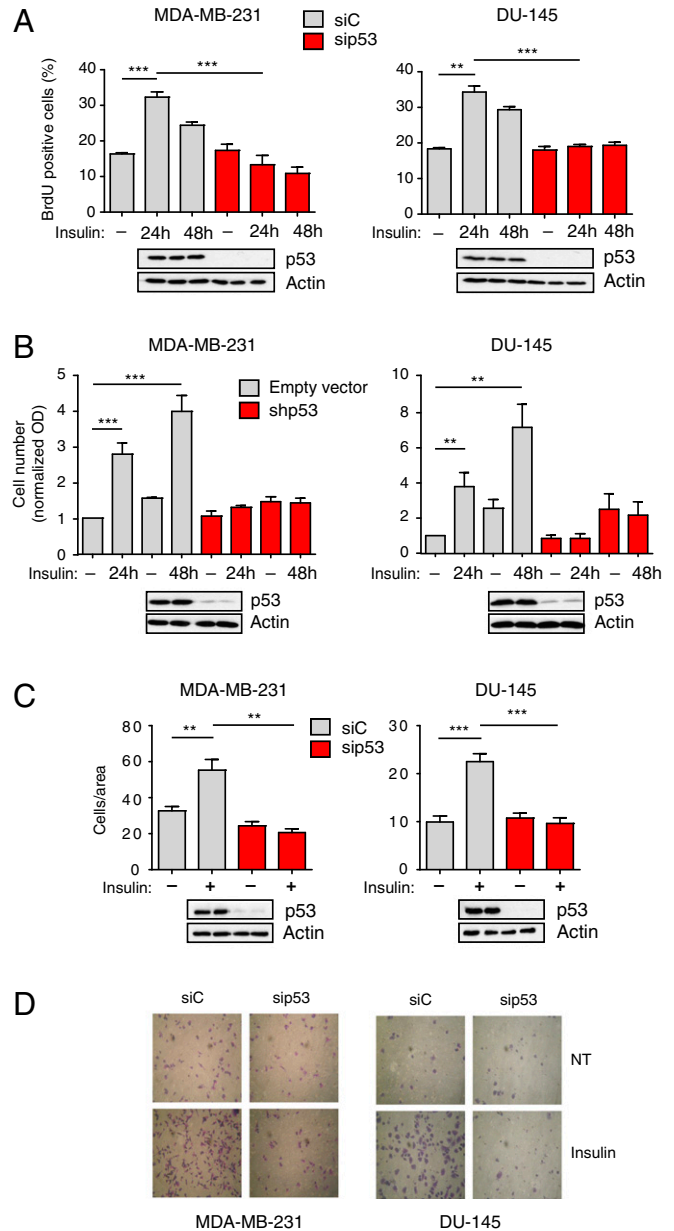 A
MDA-MB-231
siC
sip53
DU-145
BrdU positive cells (%)
40
30
20
10
0
***
***
Insulin:
– 24h 48h – 24h 48h
p53
Actin
40
30
20
10
0
**
***
– 24h 48h – 24h 48h
p53
Actin
B
MDA-MB-231
Empty vector
shp53
DU-145
Cell number
(normalized OD)
5
4
3
2
1
0
***
***
Insulin:
– 24h – 48h – 24h – 48h
p53
Actin
10
8
6
4
2
0
**
**
– 24h – 48h – 24h – 48h
p53
Actin
C
MDA-MB-231
siC
sip53
DU-145
Cells/area
80
60
40
20
0
**
**
Insulin:
– + – +
p53
Actin
30
20
10
0
***
***
– + – +
p53
Actin
D
siC sip53 siC sip53
NT
Insulin
MDA-MB-231 DU-145